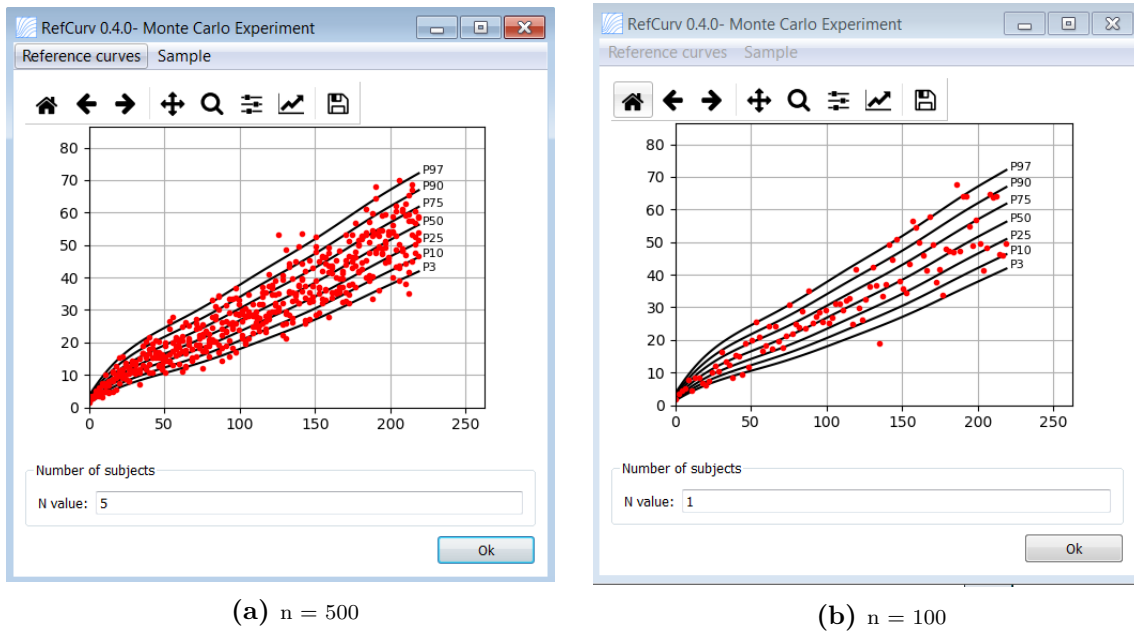 RefCurv 0.4.0- Monte Carlo Experiment
Reference curves Sample
80
70
60
50
40
30
20
10
0
P97
P90
P75
P50
P25
P10
P3
0 50 100 150 200 250
Number of subjects
N value: 5
Ok
(a) n = 500
RefCurv 0.4.0- Monte Carlo Experiment
Reference curves Sample
80
70
60
50
40
30
20
10
0
P97
P90
P75
P50
P25
P10
P3
0 50 100 150 200 250
Number of subjects
N value: 1
Ok
(b) n = 100